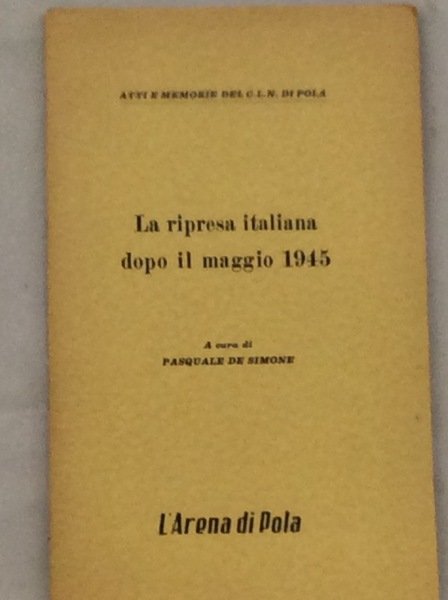 ATTI E MEMORIE DEL C.L.N. DI POLA
La ripresa italiana
dopo il maggio 1945
A cura di
PASQUALE DE SIMONE
L'Arena di Pola